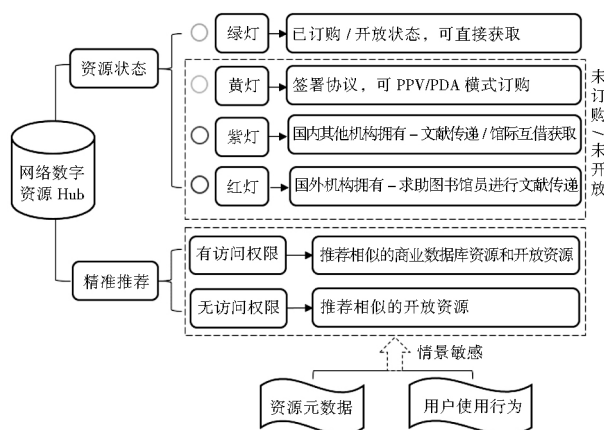 绿灯
已订购/开放状态，可直接获取
资源状态
黄灯
签署协议，可 PPV/PDA 横式订购
紫灯
国内其他机构拥有-文献传递/馆际互借获取
红灯
国外机构拥有-求助图书馆员进行文献传递
未订购/未开放
网络数字
资源 Hub
有访问权限
推荐相似的商业数据库资源和开放资源
精准推荐
无访问权限
推荐相似的开放资源
情景敏感
资源元数据
用户使用行为